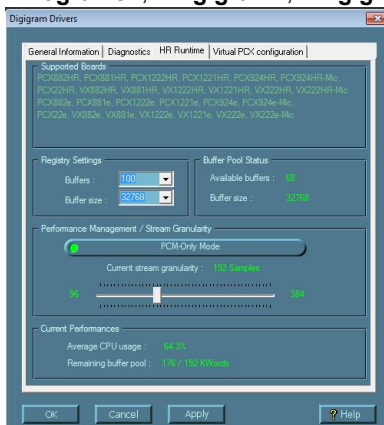 Digigram Drivers
General Information
Diagnostics
HR Runtime
Virtual PCX configuration
Supported Boards
PCX882HR, PCX881HR, PCX1222HR, PCX1221HR, PCX924HR, PCX924HR-Mic,
PCX22HR, VX882HR, VX881HR, VX1222HR, VX1221HR, VX222HR, VX222HR-Mic
PCX882e, PCX881e, PCX1222e, PCX1221e, PCX924e, PCX924e-Mic,
PCX22e, VX882e, VX881e, VX1222e, VX1221e, VX222e, VX222e-Mic
Registry Settings
Buffers : 100
Buffer size : 32768
Buffer Pool Status
Available buffers : 68
Buffer size : 32768
Performance Management / Stream Granularity
PCM-Only Mode
Current stream granularity : 192 Samples
96 384
Current Performances
Average CPU usage : 64.3%
Remaining buffer pool : 176 / 192 KWords
OK Cancel Apply ? Help